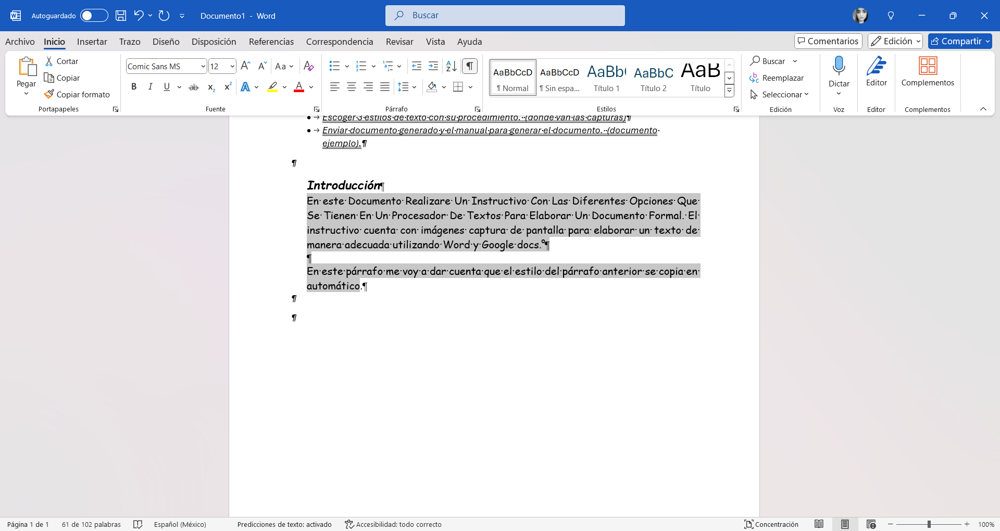 Autoguardado
Documento1 - Word
Buscar
Archivo Inicio Insertar Trazo Diseño Disposición Referencias Correspondencia Revisar Vista Ayuda
Comentarios Edición Compartir
Pegar
Cortar
Copiar
Copiar formato
Portapapeles
Comic Sans MS 12
Fuente
Párrafo
AaBbCcD AaBbCcD AaBb( AaBbC AaB
¶ Normal ¶ Sin espa... Título 1 Título 2 Título
Estilos
Buscar
Reemplazar
Seleccionar
Edición
Dictar
Voz
Editor
Editor
Complementos
Complementos
• → Escoger·3·estilos·de·texto·con·su·procedimiento.··(donde·van·las·capturas)¶
• → Enviar·documento·generado·y·el·manual·para·generar·el·documento.··(documento·
ejemplo).¶
¶
Introducción¶
En· este· Documento· Realizare· Un· Instructivo· Con· Las· Diferentes· Opciones· Que·
Se· Tienen· En· Un· Procesador· De· Textos· Para· Elaborar· Un· Documento· Formal.· El·
instructivo· cuenta· con· imágenes· captura· de· pantalla· para· elaborar· un· texto· de·
manera·adecuada·utilizando·Word·y·Google·docs.°¶
¶
En·este·párrafo·me·voy·a·dar·cuenta·que·el·estilo·del·párrafo·anterior·se·copia·en·
automático.¶
¶
¶
Página 1 de 1 61 de 102 palabras Español (México) Predicciones de texto: activado Accesibilidad: todo correcto Concentración 100%